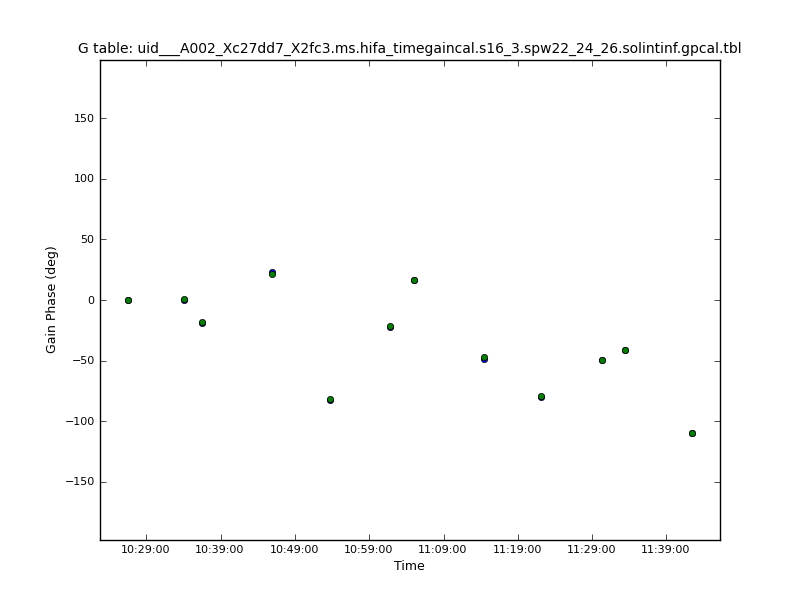 G table: uid___A002_Xc27dd7_X2fc3.ms.hifa_timegaincal.s16_3.spw22_24_26.solintinf.gpcal.tbl
Gain Phase (deg)
150
100
50
0
−50
−100
−150
10:29:00 10:39:00 10:49:00 10:59:00 11:09:00 11:19:00 11:29:00 11:39:00
Time